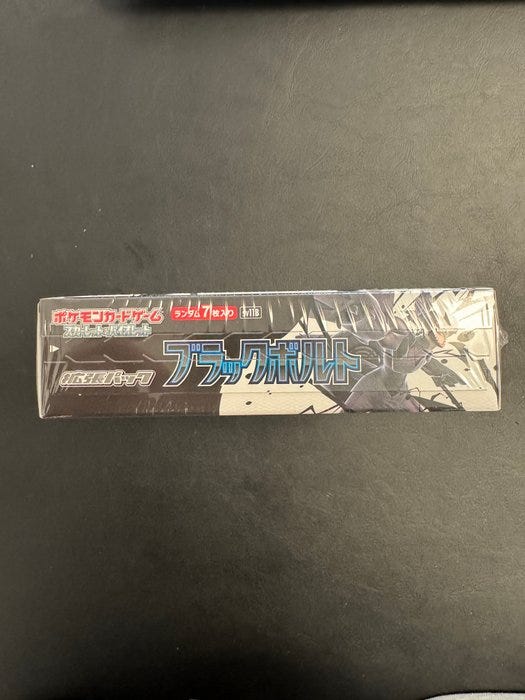 ポケモンカードゲーム
スカーレット&バイオレット
ランダム7枚入り
sv11B
拡張パック
ブラックボルト